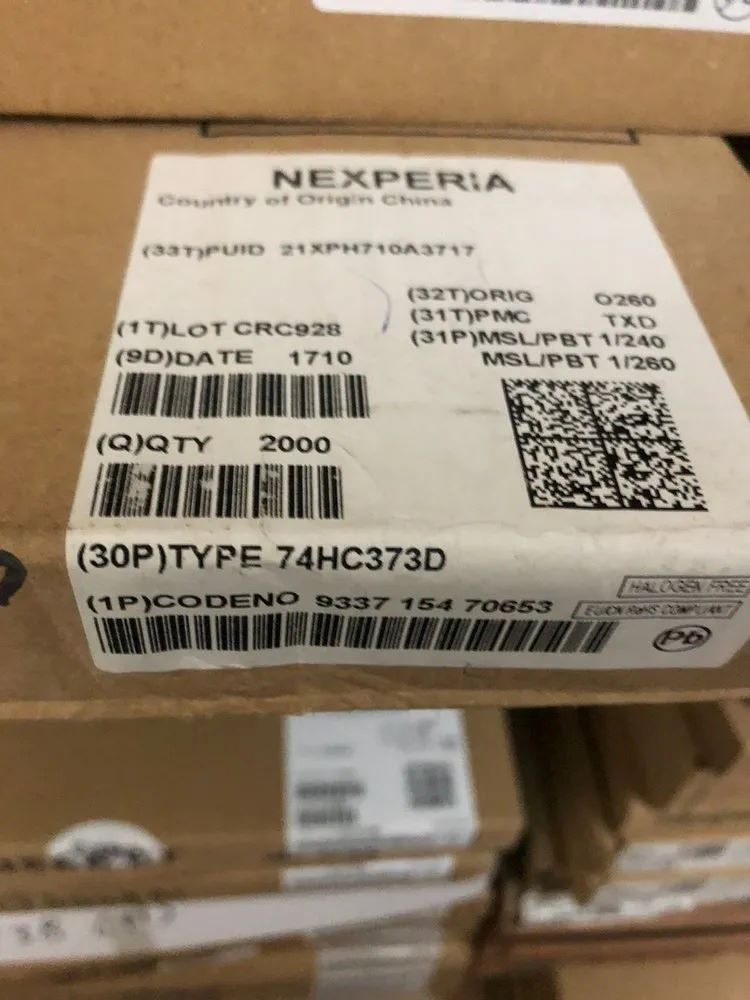 NEXPERIA
Country of Origin China
(33T)PUID 21XPH710A3717
(32T)ORIG 0260
(31T)PMC TXD
(1T)LOT CRC928
(31P)MSL/PBT 1/240
(9D)DATE 1710
MSL/PBT 1/260
(Q)QTY 2000
(30P)TYPE 74HC373D
HALOGEN FREE
(1P)CODENO 9337 154 70653
EU/CN RoHS COMPLIANT
Pb